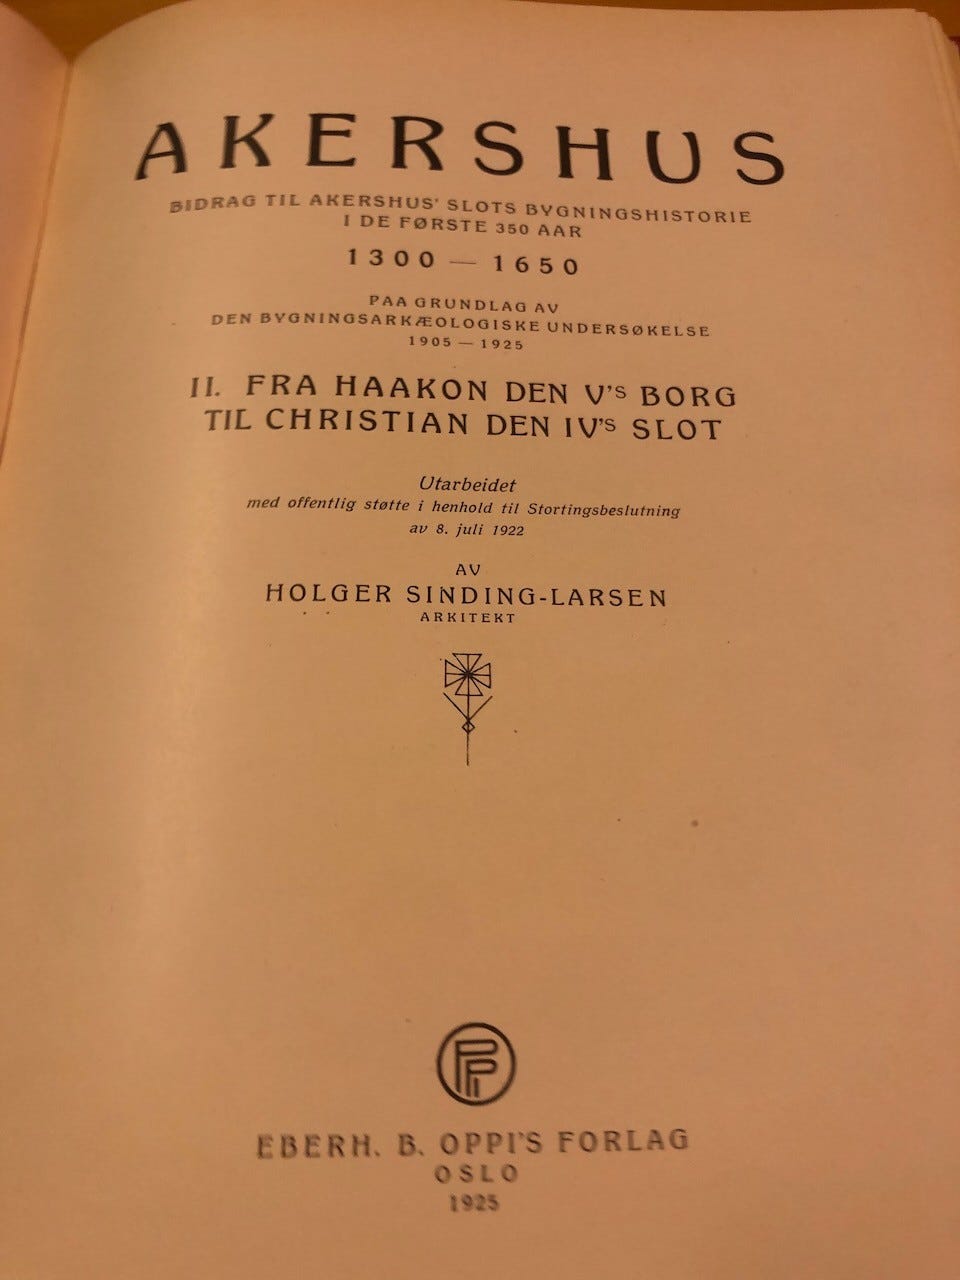 AKERSHUS
BIDRAG TIL AKERSHUS' SLOTS BYGNINGSHISTORIE
I DE FØRSTE 350 AAR
1300 — 1650
PAA GRUNDLAG AV
DEN BYGNINGSARKÆOLOGISKE UNDERSØKELSE
1905 — 1925
II. FRA HAAKON DEN V'S BORG
TIL CHRISTIAN DEN IV'S SLOT
Utarbeidet
med offentlig støtte i henhold til Stortingsbeslutning
av 8. juli 1922
AV
HOLGER SINDING-LARSEN
ARKITEKT
EBERH. B. OPPI'S FORLAG
OSLO
1925